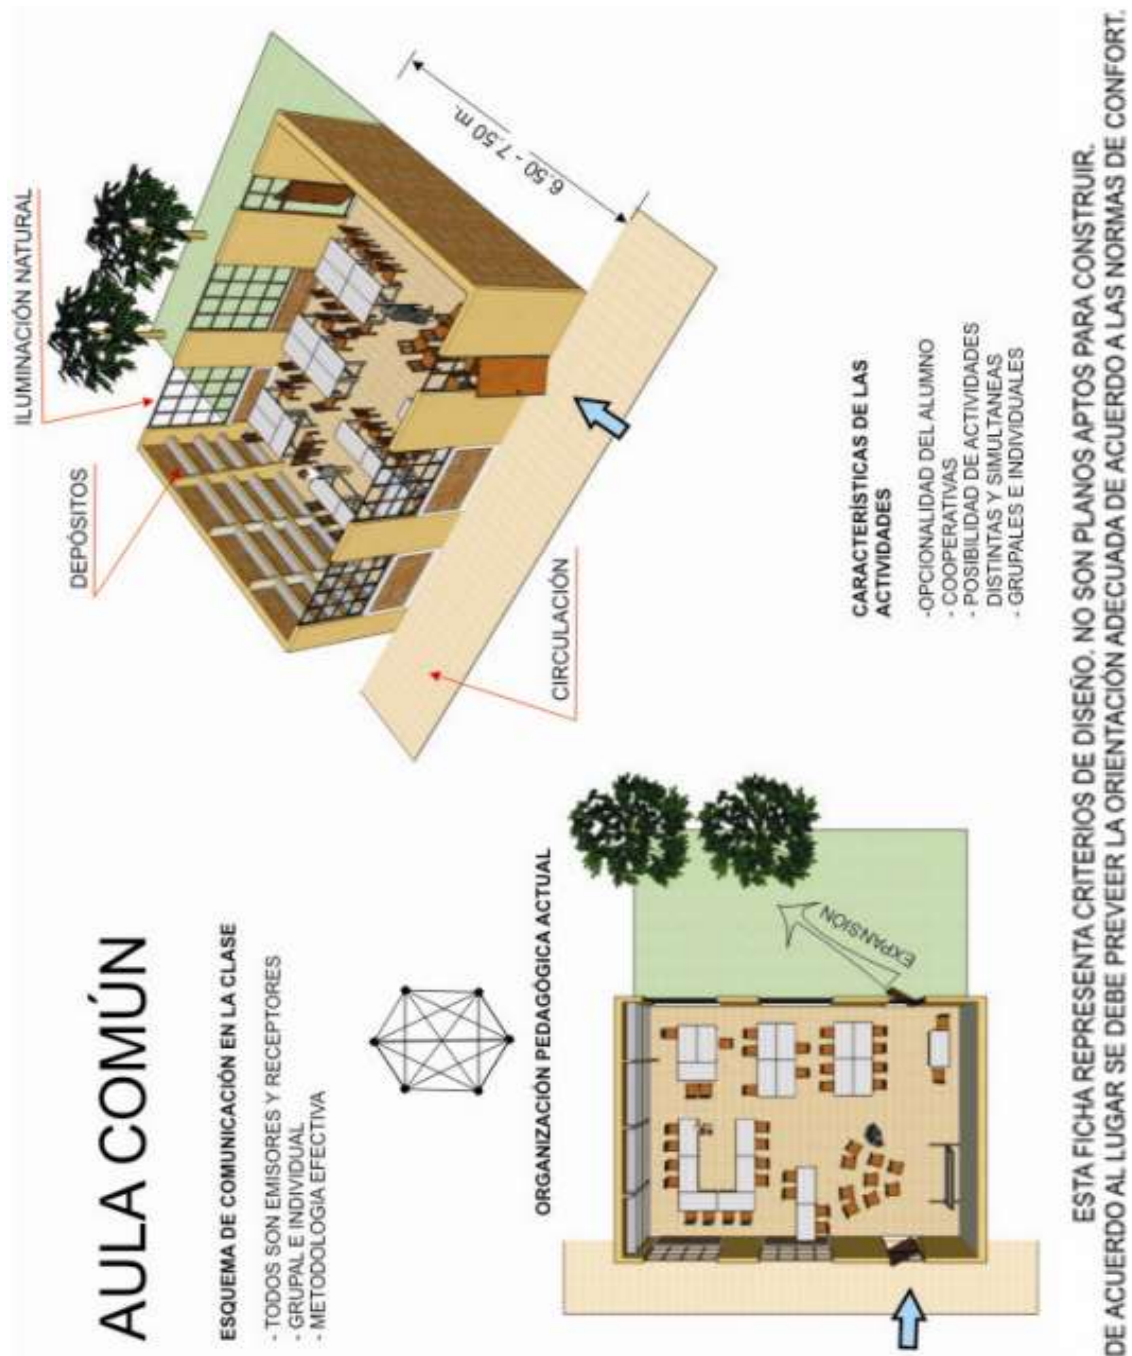 AULA COMÚN
ESQUEMA DE COMUNICACIÓN EN LA CLASE
- TODOS SON EMISORES Y RECEPTORES
- GRUPAL E INDIVIDUAL
- METODOLOGIA EFECTIVA
ORGANIZACIÓN PEDAGÓGICA ACTUAL
EXPANSIÓN
ILUMINACIÓN NATURAL
DEPÓSITOS
6.50 - 7.50 m.
CIRCULACIÓN
CARACTERÍSTICAS DE LAS
ACTIVIDADES
-OPCIONALIDAD DEL ALUMNO
- COOPERATIVAS
- POSIBILIDAD DE ACTIVIDADES
DISTINTAS Y SIMULTANEAS
- GRUPALES E INDIVIDUALES
ESTA FICHA REPRESENTA CRITERIOS DE DISEÑO. NO SON PLANOS APTOS PARA CONSTRUIR.
DE ACUERDO AL LUGAR SE DEBE PREVEER LA ORIENTACIÓN ADECUADA DE ACUERDO A LAS NORMAS DE CONFORT.